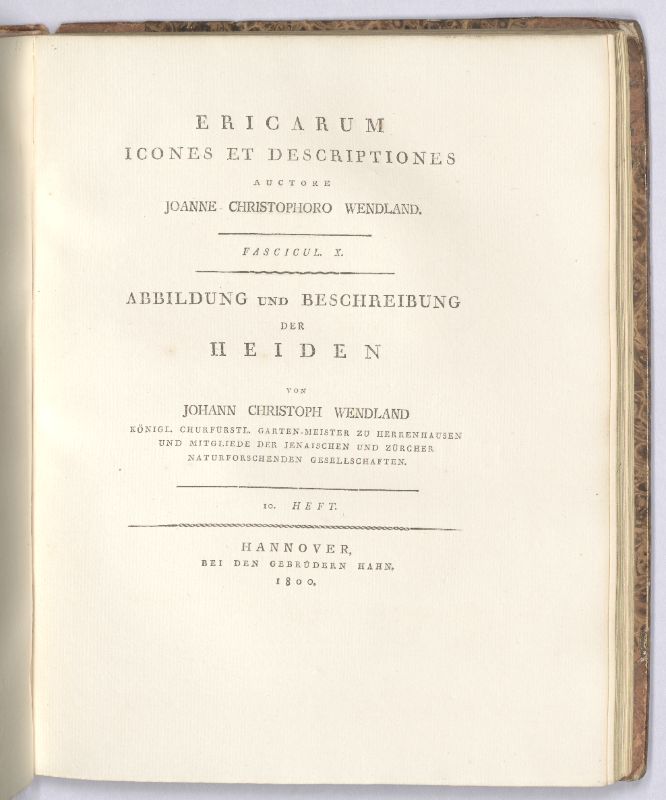 ERICARUM
ICONES ET DESCRIPTIONES
AUCTORE
JOANNE CHRISTOPHORO WENDLAND.
FASCICUL. X.
ABBILDUNG UND BESCHREIBUNG
DER
HEIDEN
VON
JOHANN CHRISTOPH WENDLAND
KÖNIGL. CHURFÜRSTL. GARTEN-MEISTER ZU HERRENHAUSEN
UND MITGLIEDE DER JENAISCHEN UND ZÜRCHER
NATURFORSCHENDEN GESELLSCHAFTEN.
10. HEFT.
HANNOVER,
BEI DEN GEBRÜDERN HAHN.
1800.